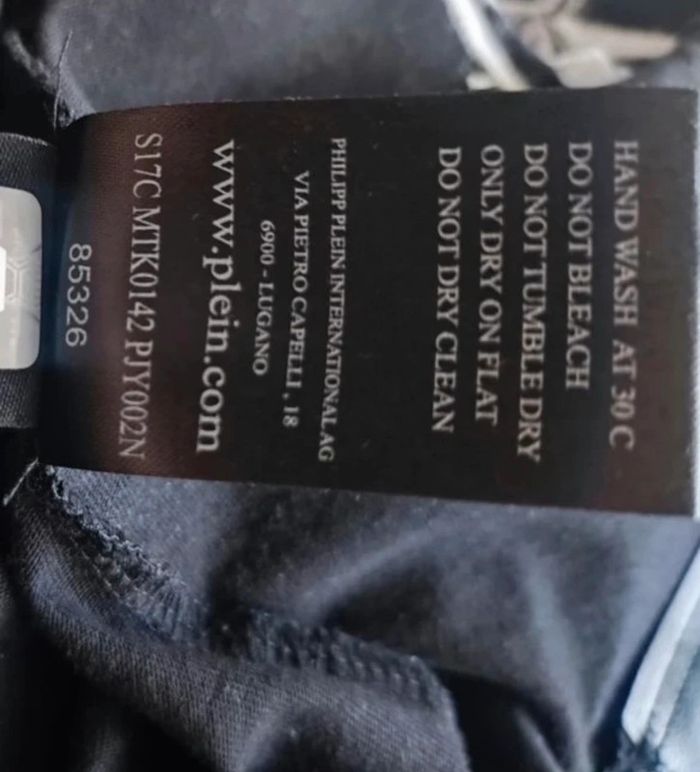 HAND WASH AT 30 C
DO NOT BLEACH
DO NOT TUMBLE DRY
ONLY DRY ON FLAT
DO NOT DRY CLEAN
PHILIPP PLEIN INTERNATIONAL AG
VIA PIETRO CAPELLI , 18
6900 - LUGANO
www.plein.com
S17C MTK0142 PJY002N
85326